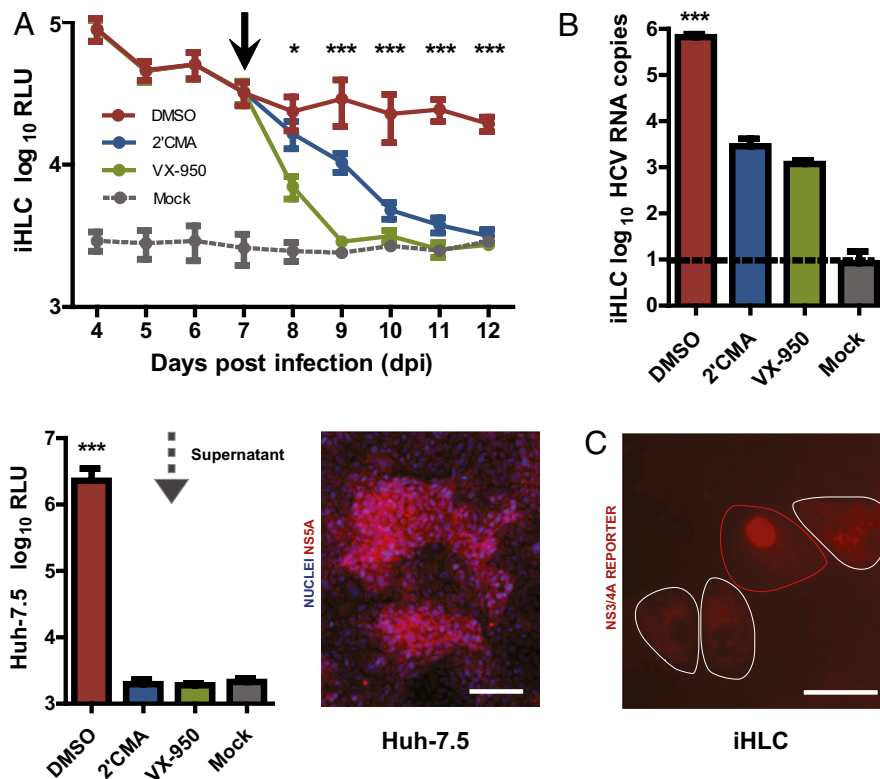 A
iHLC log10 RLU
5
4
3
* *** *** *** ***
DMSO
2'CMA
VX-950
Mock
4 5 6 7 8 9 10 11 12
Days post infection (dpi)
B
iHLC log10 HCV RNA copies
6
5
4
3
2
1
0
***
DMSO 2'CMA VX-950 Mock
Huh-7.5 log10 RLU
7
6
5
4
3
***
Supernatant
DMSO 2'CMA VX-950 Mock
NUCLEI NS5A
Huh-7.5
C
NS3/4A REPORTER
iHLC